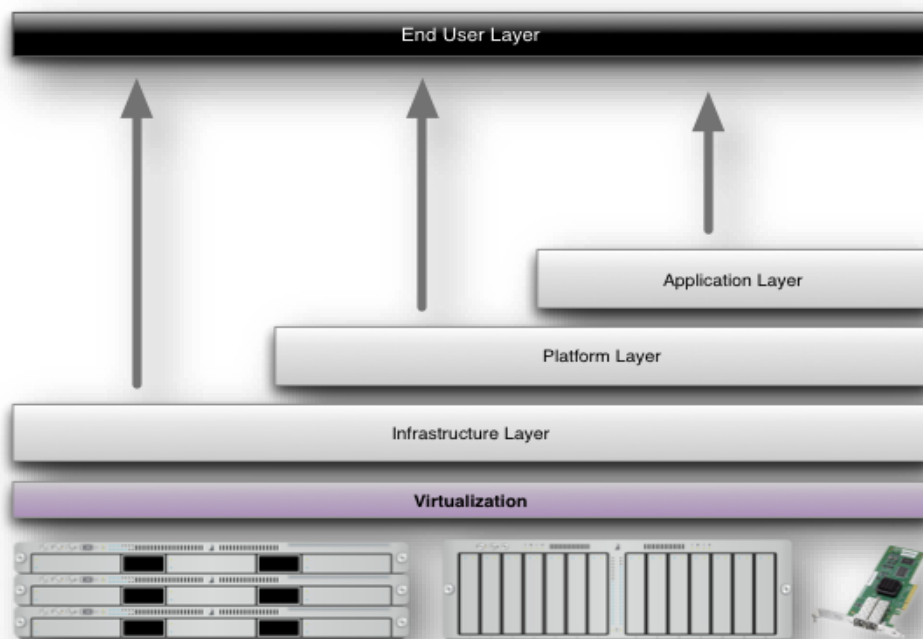 End User Layer
Application Layer
Platform Layer
Infrastructure Layer
Virtualization